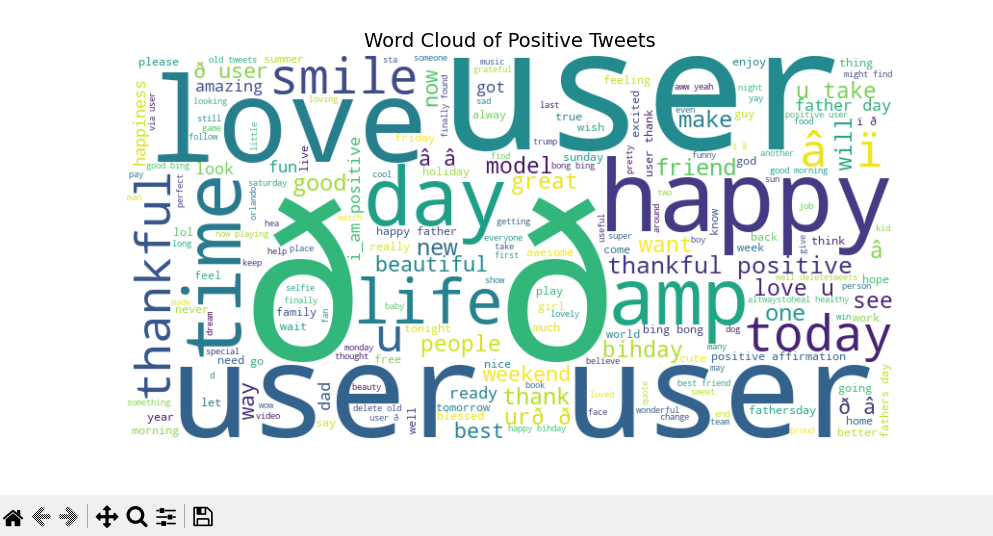 Word Cloud of Positive Tweets
please
old tweets
summer
sta
someone
music
grateful
ð user
smile
love
user
amazing
now
got
feeling
enjoy
thing
might find
happiness
via user
looking
loving
finally found
sad
aww yeah
night
yay
u take
father day
still
game
follow
little
friday
alway
last
true
wish
excited
user thank
even
make
guy
positive user
food
i ð
trump
live
fun
look
good bing
â â
model
find
sunday
bong bing
pretty
friend
funny
i â
god
another
will
â ï
pay
man
perfect
saturday
orlando
good
i_am positive
cool
holiday
day
great
happy
good morning
sun
two
job
thankful
time
ð
ð
watch
getting
useful
around
know
kid
lol
long
now playing
hea
happy father
everyone
super
boy
back
give
think
â
help
place
l really
new
take
first
awesome
come
want
week
feel
keep
beautiful
thankful positive
well deletetweets
hope
made
never
selfie
finally
family
wait
fan
life
baby
show
play
girl
lovely
much
amp
love u
altwaystoheal healthy
person
see
one
win
work
dream
special
need
go
monday
thought
u
tonight
people
free
world
bing bong
dog
bihday
many
today
believe
cute
positive affirmation
may
nice
weekend
user
user
d
let
way
wow
video
dad
beauty
delete old
user â
say
well
ready
tomorrow
blessed
best
book
thank
urð ð
happy bihday
loved
face
quote
wonderful
change
best friend
sweet
end
team
fathersday
proud
going
ð â
home
better
fathers day
something
year
morning